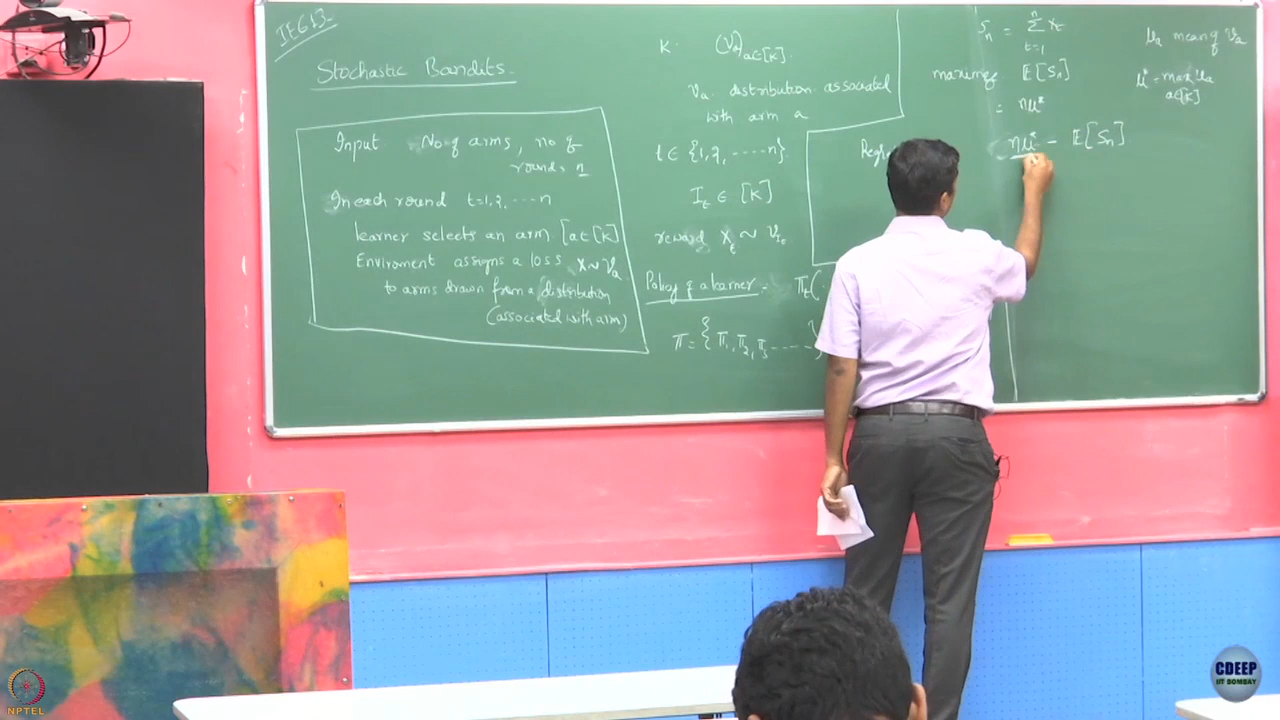 IE613
Stochastic Bandits
Input No of arms, no of
rounds n
In each round t=1,2, ---- n
learner selects an arm [a∈[K]
Enviroment assigns a loss X~ν_a
to arms drawn from a distribution
(associated with arm)
K. (ν_a)_{a∈[K]}.
ν_a. distribution associated
with arm a
t ∈ {1,2, ----- n}.
I_t ∈ [K]
reward X_t ~ ν_{I_t}
Policy of a learner - π_t(
π = { π_1, π_2, π_3 ----- }
S_n = \sum_{t=1}^{n} X_t
maximize E[S_n]
= nμ*
nμ* - E[S_n]
μ_a mean of ν_a
μ* = max μ_a
a∈[K]
NPTEL
CDEEP
IIT BOMBAY